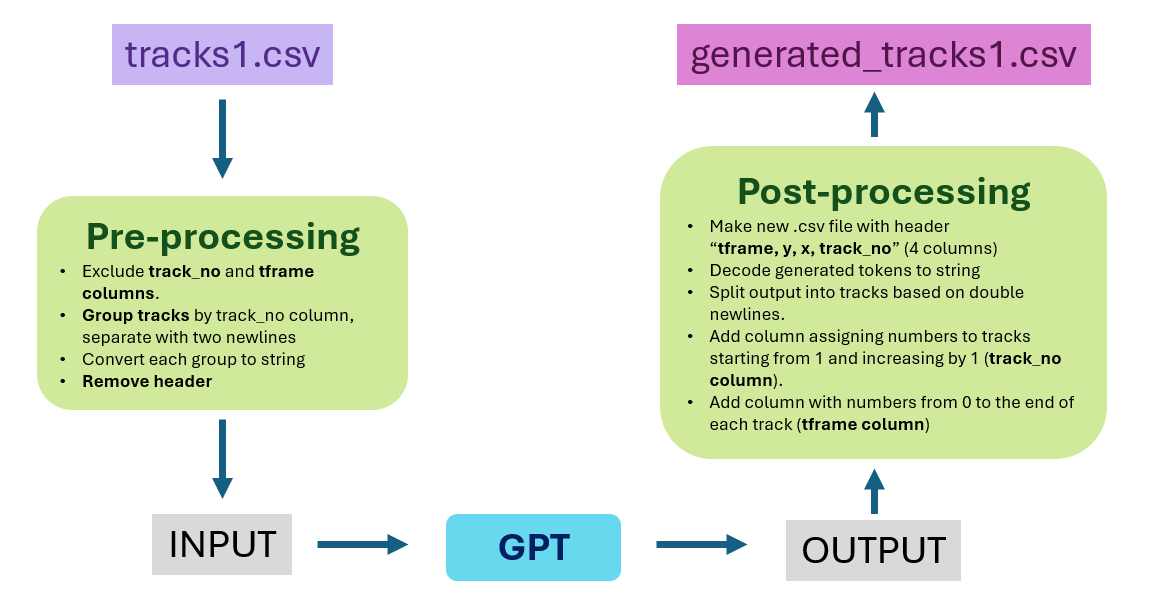 tracks1.csv
Pre-processing
• Exclude track_no and tframe
columns.
• Group tracks by track_no column,
separate with two newlines
• Convert each group to string
• Remove header
INPUT
GPT
OUTPUT
Post-processing
• Make new .csv file with header
“tframe, y, x, track_no” (4 columns)
• Decode generated tokens to string
• Split output into tracks based on double
newlines.
• Add column assigning numbers to tracks
starting from 1 and increasing by 1 (track_no
column).
• Add column with numbers from 0 to the end of
each track (tframe column)
generated_tracks1.csv